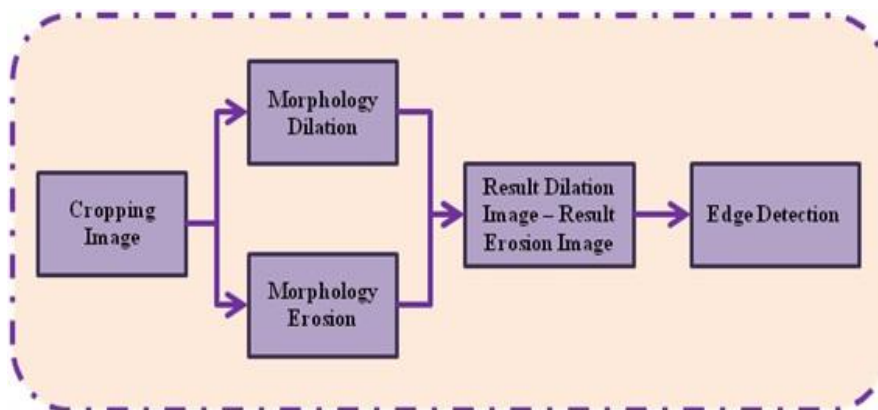 Cropping
Image
Morphology
Dilation
Morphology
Erosion
Result Dilation
Image – Result
Erosion Image
Edge Detection